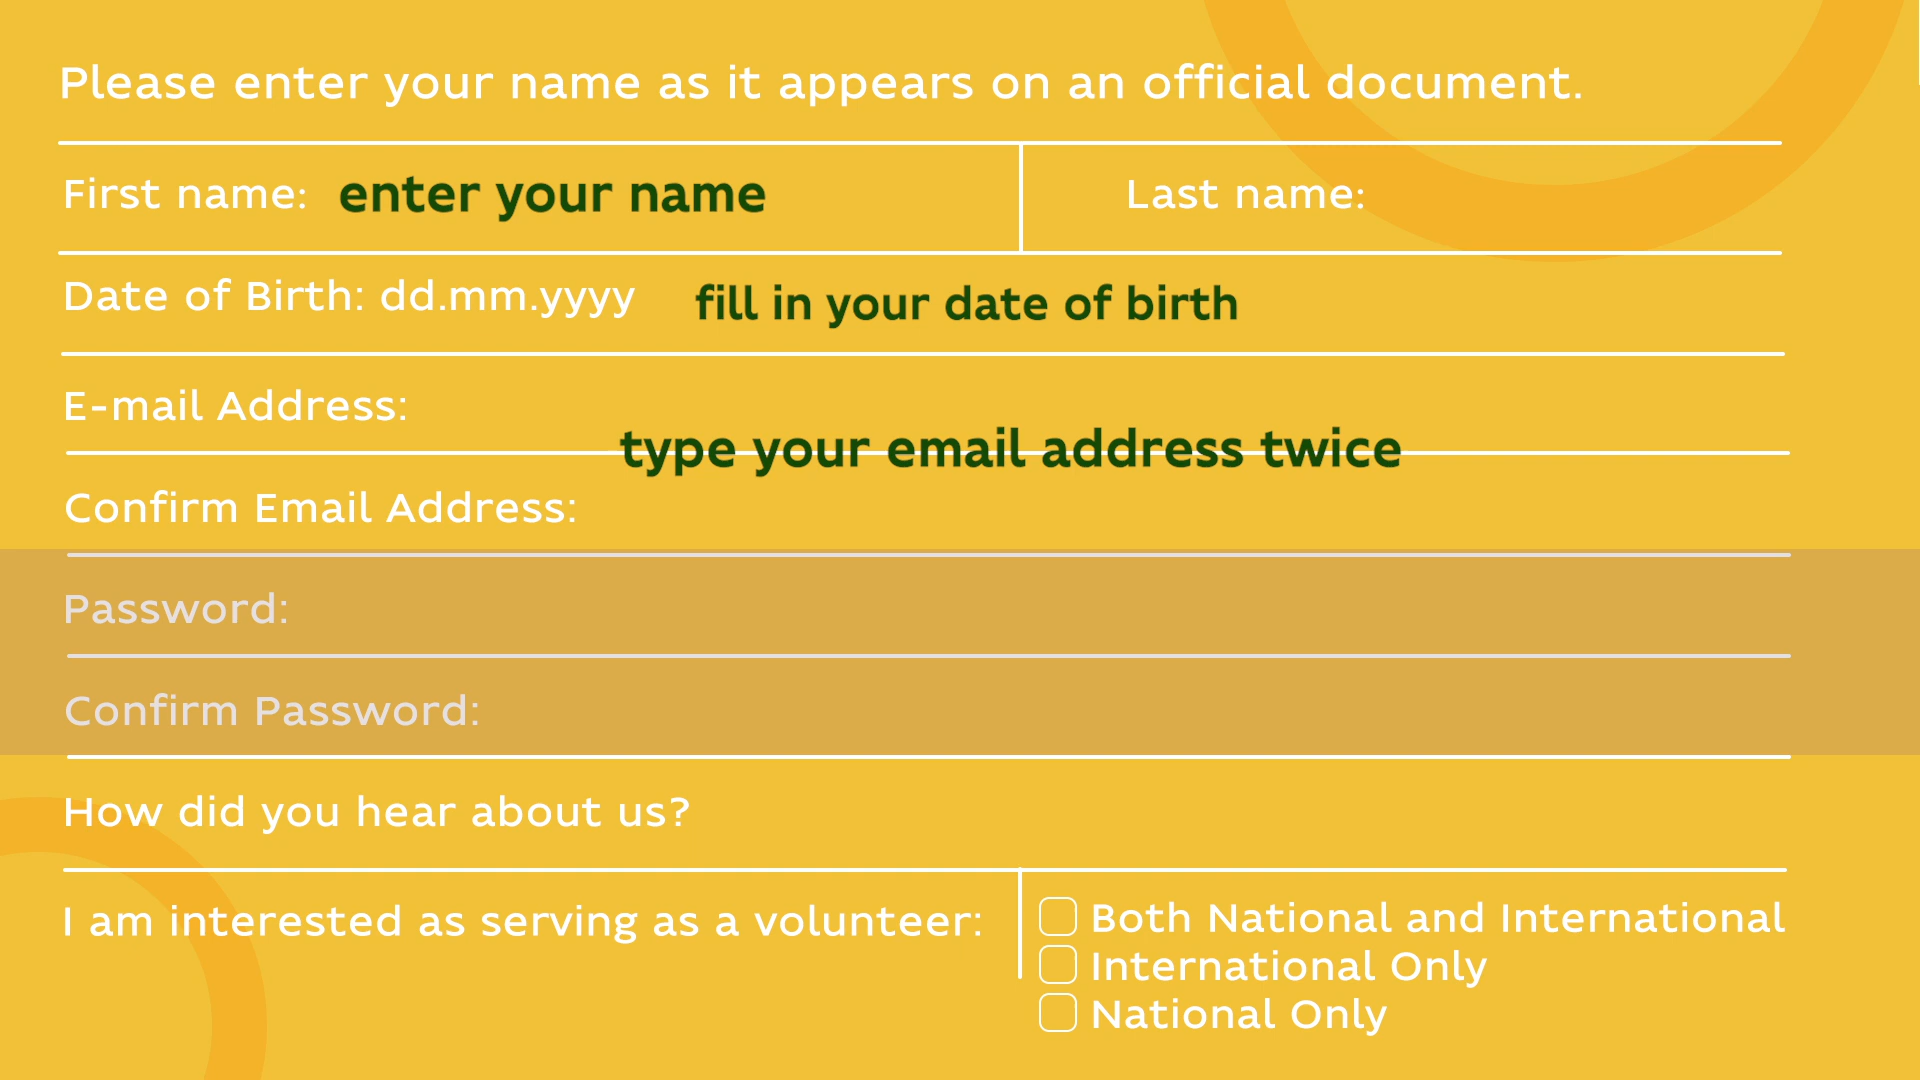 Please enter your name as it appears on an official document.
First name: enter your name Last name:
Date of Birth: dd.mm.yyyy fill in your date of birth
E-mail Address:
type your email address twice
Confirm Email Address:
Password:
Confirm Password:
How did you hear about us?
I am interested as serving as a volunteer: Both National and International
International Only
National Only